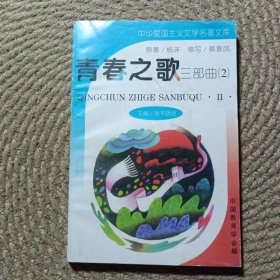 中华爱国主义文学名著文库
原著/杨沫 缩写/蔡景凤
青春之歌三部曲(2)
QINGCHUN ZHIGE SANBUQU·II·
中国教育学会编